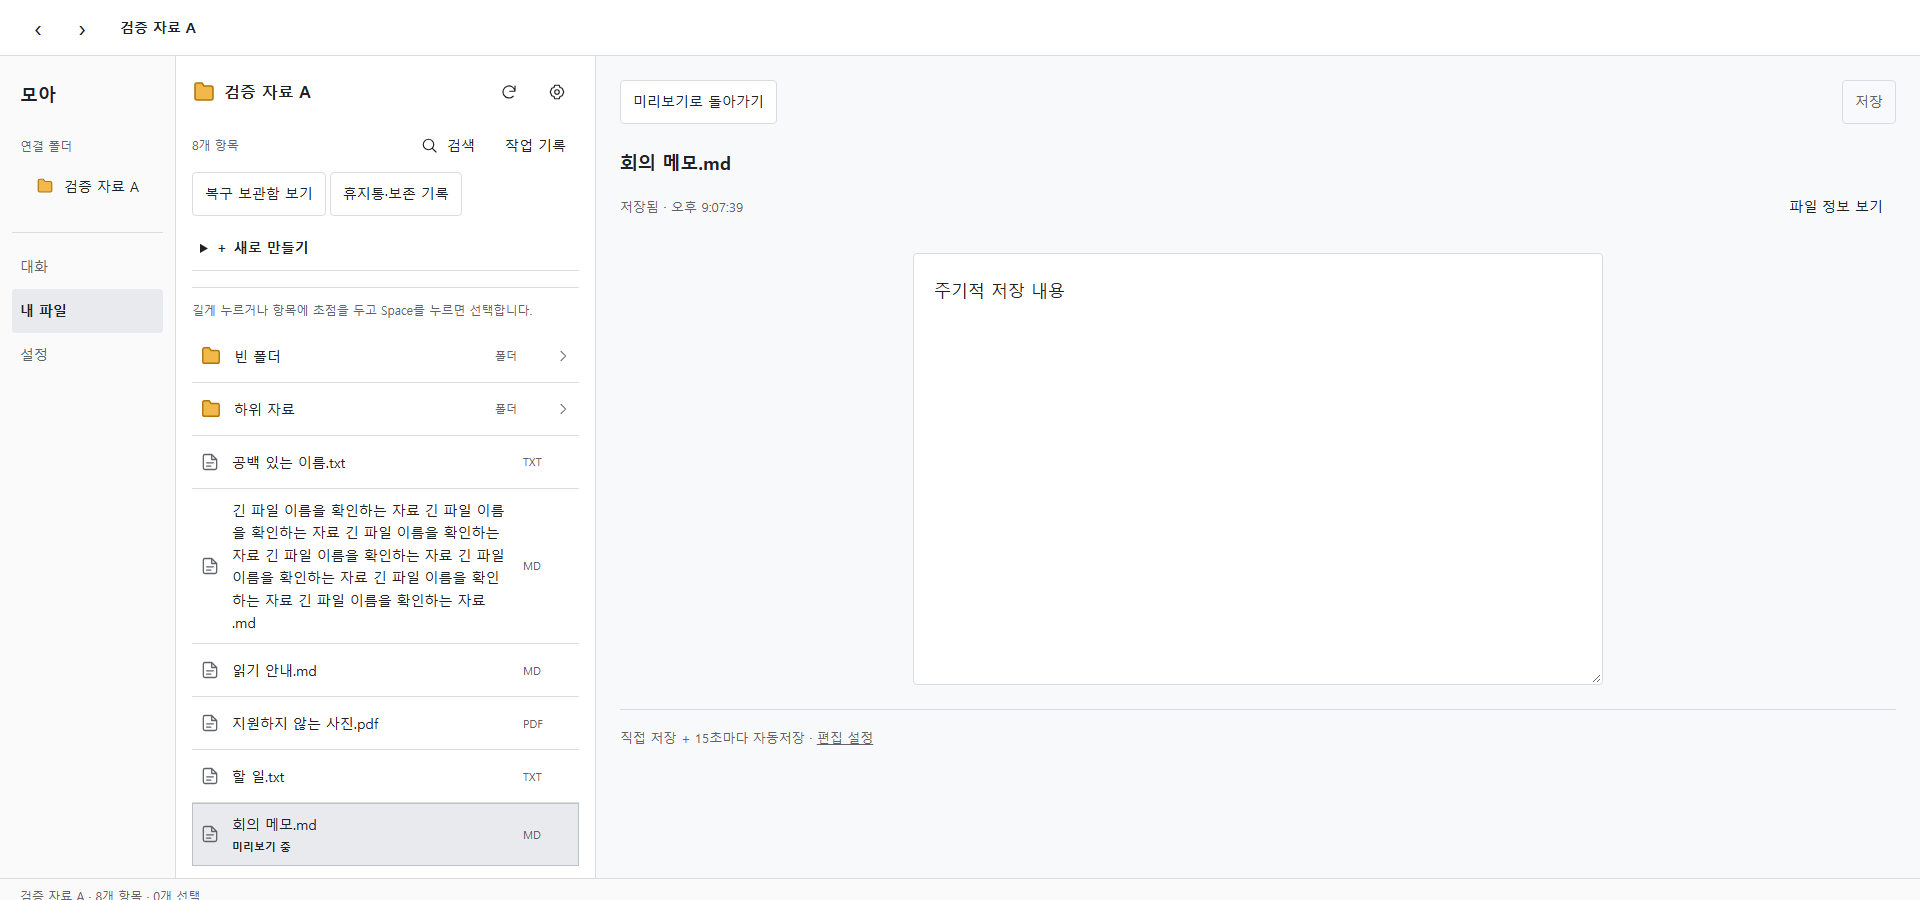 검증 자료 A
모아
연결 폴더
검증 자료 A
대화
내 파일
설정
검증 자료 A
8개 항목
검색
작업 기록
복구 보관함 보기
휴지통·보존 기록
+ 새로 만들기
길게 누르거나 항목에 초점을 두고 Space를 누르면 선택합니다.
빈 폴더 폴더
하위 자료 폴더
공백 있는 이름.txt TXT
긴 파일 이름을 확인하는 자료 긴 파일 이름
을 확인하는 자료 긴 파일 이름을 확인하는
자료 긴 파일 이름을 확인하는 자료 긴 파일
이름을 확인하는 자료 긴 파일 이름을 확인
하는 자료 긴 파일 이름을 확인하는 자료
.md
MD
읽기 안내.md MD
지원하지 않는 사진.pdf PDF
할 일.txt TXT
회의 메모.md MD
미리보기 중
미리보기로 돌아가기
저장
회의 메모.md
저장됨 · 오후 9:07:39
파일 정보 보기
주기적 저장 내용
직접 저장 + 15초마다 자동저장 · 편집 설정
검증 자료 A · 8개 항목 · 0개 선택